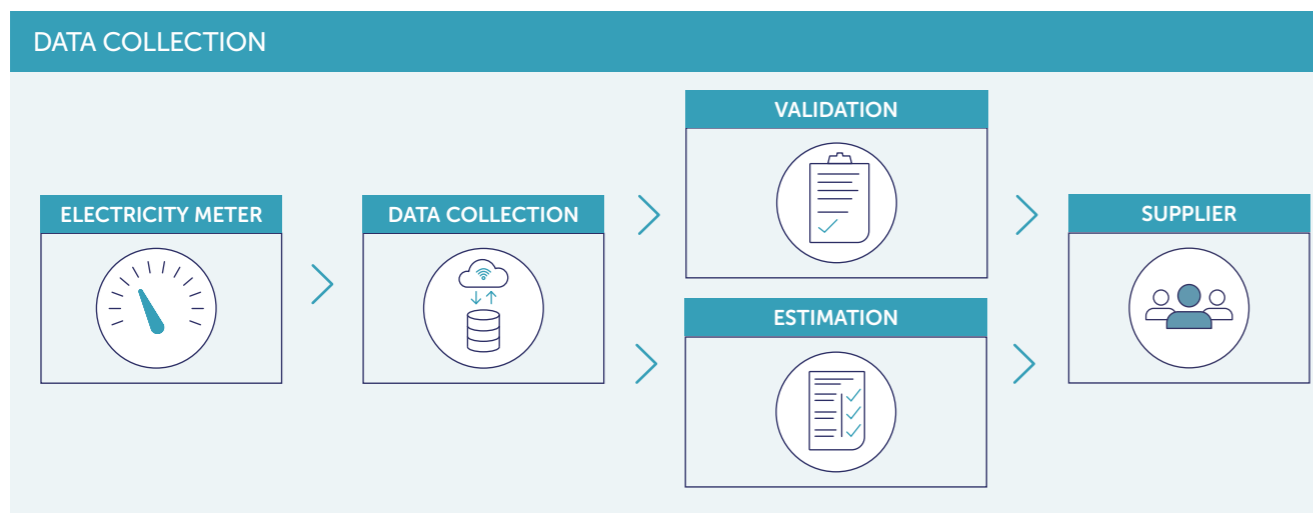 DATA COLLECTION
ELECTRICITY METER
DATA COLLECTION
VALIDATION
ESTIMATION
SUPPLIER